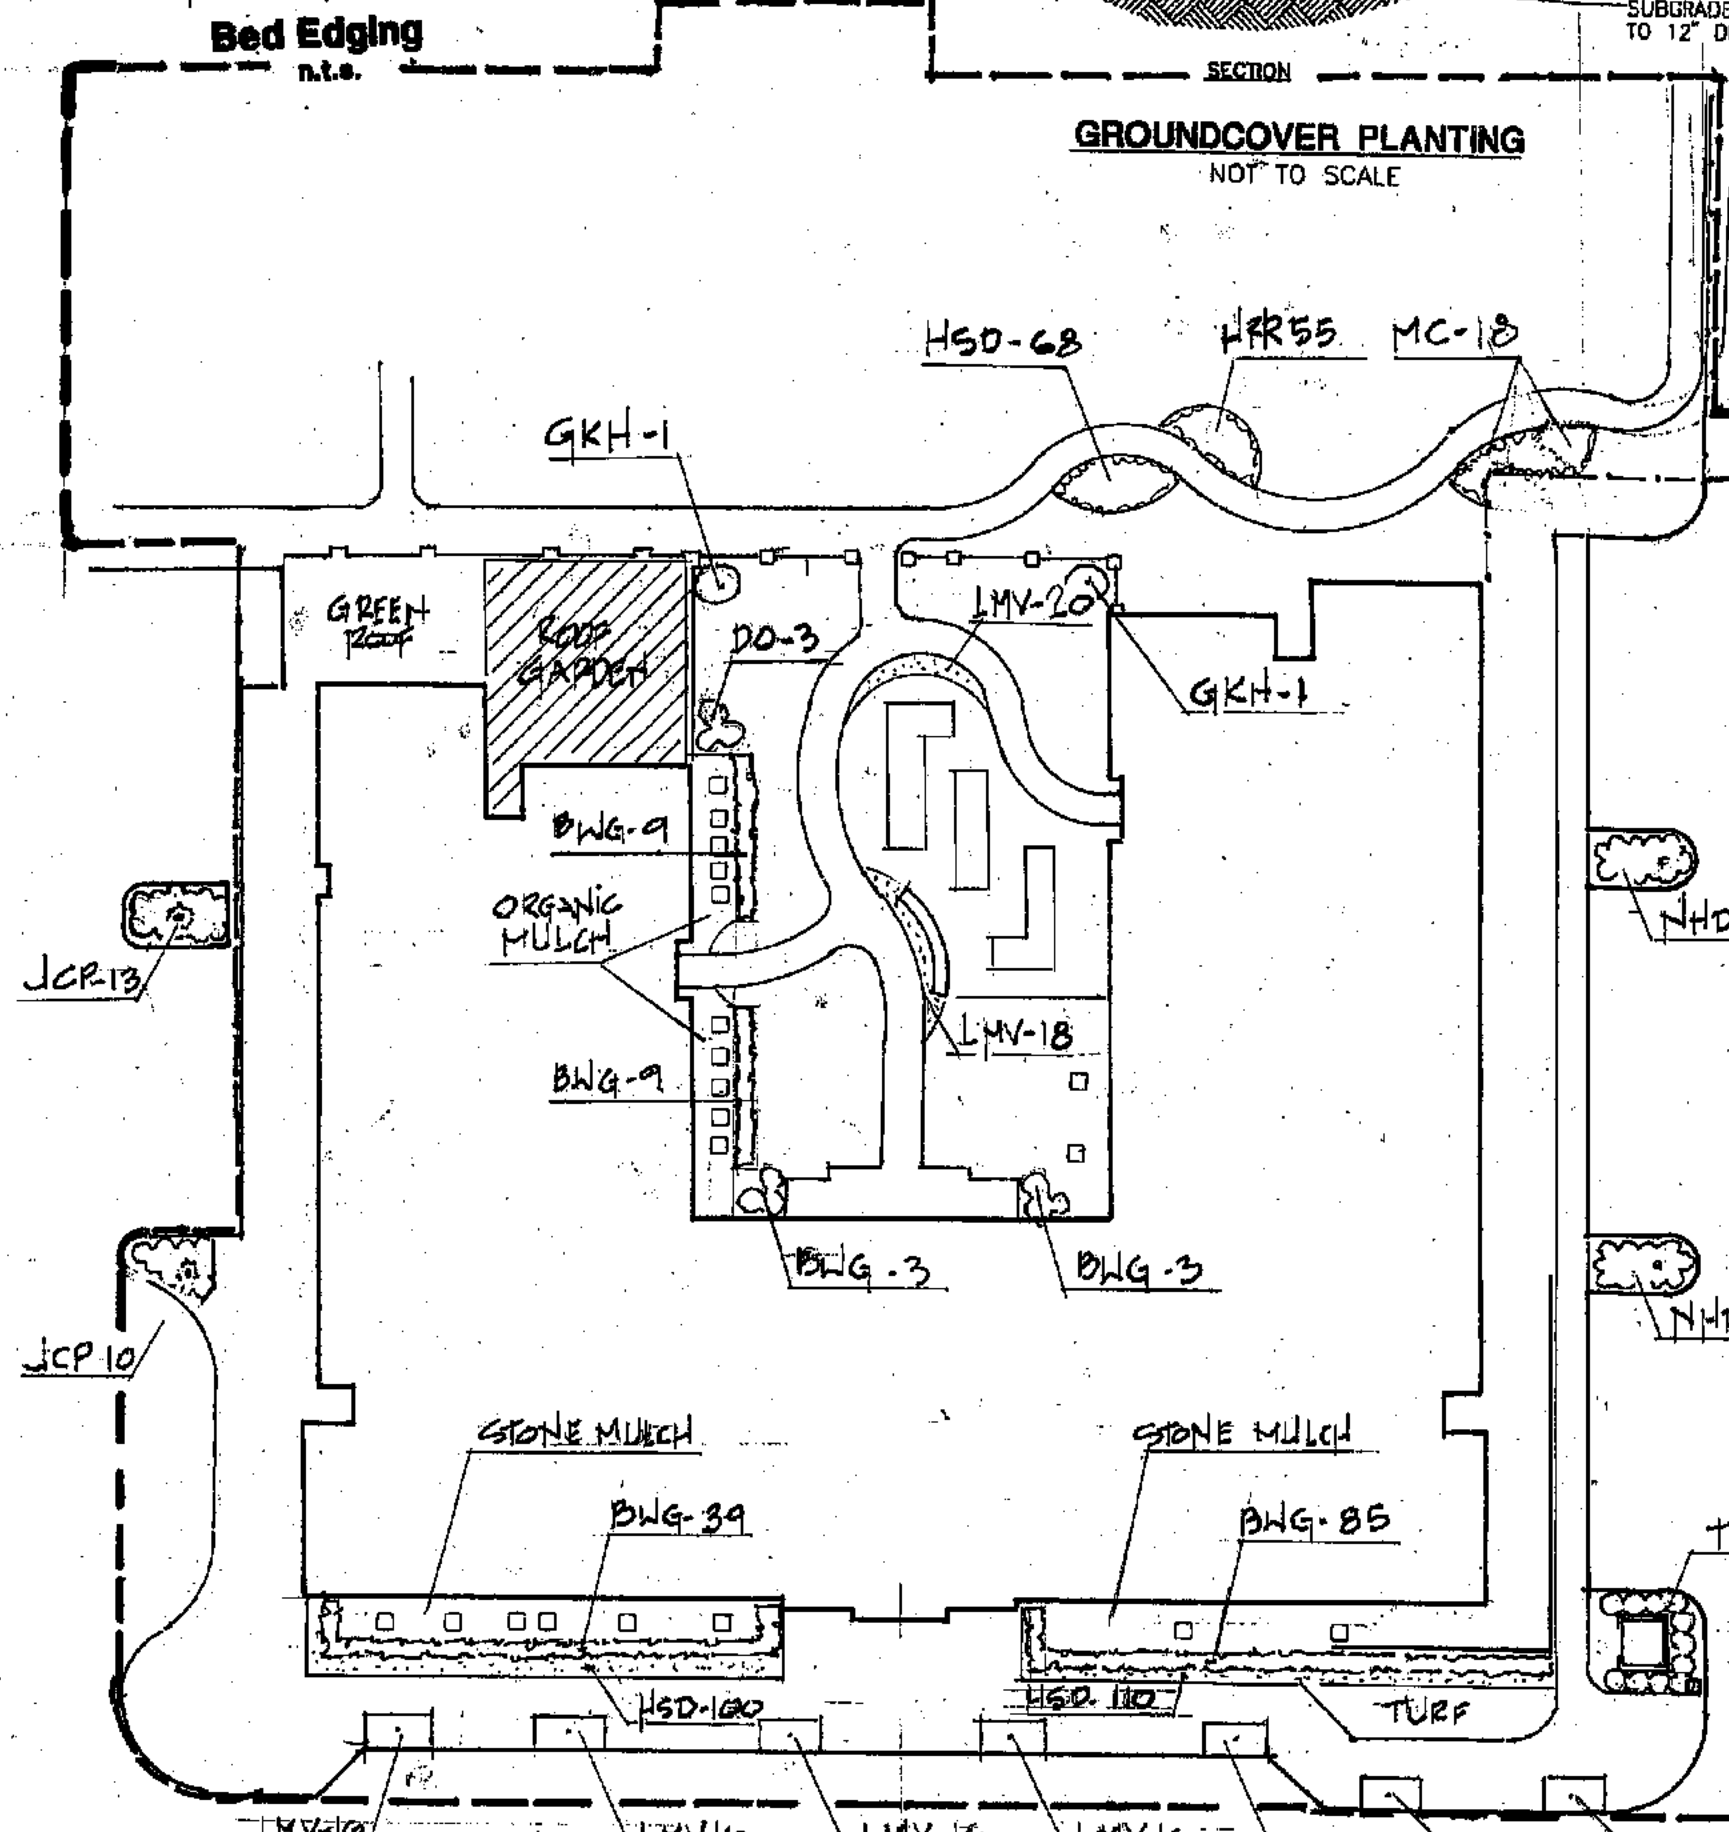 SUBGRADE
TO 12"
Bed Edging
n.t.s.
SECTION
GROUNDCOVER PLANTING
NOT TO SCALE
HSD-68
HRR55
MC-18
GKH-1
GREEN
ROOF
ROOF
GARDEN
DO-3
LMV-20
GKH-1
BWG-9
ORGANIC
MULCH
JCP-13
LMV-18
BWG-9
BWG-3
BWG-3
JCP 10
STONE MULCH
STONE MULCH
BWG-39
BWG-85
HSD-100
HSD-110
TURF